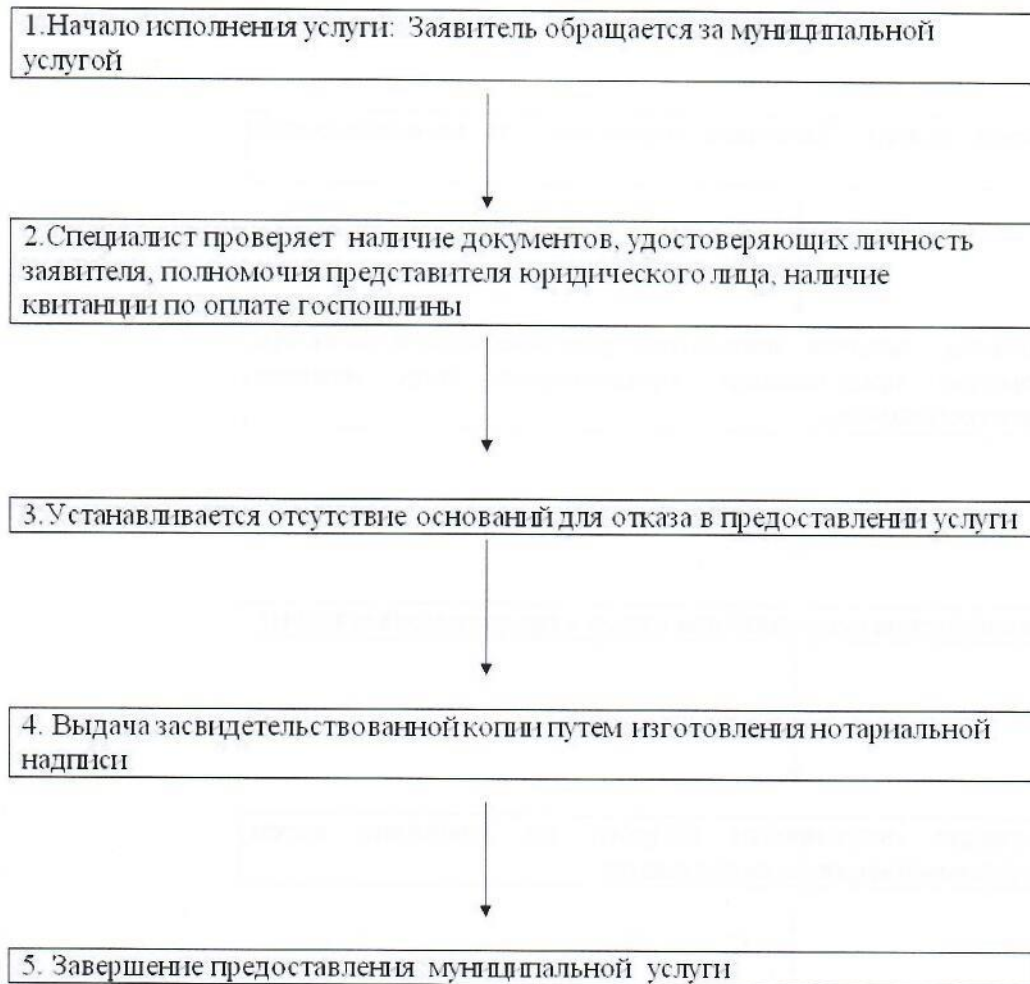 1.Начало исполнения услуги: Заявитель обращается за муниципальной
услугой
2.Специалист проверяет наличие документов, удостоверяющих личность
заявителя, полномочия представителя юридического лица, наличие
квитанции по оплате госпошлины
3.Устанавливается отсутствие оснований для отказа в предоставлении услуги
4. Выдача засвидетельствованной копии путем изготовления нотариальной
надписи
5. Завершение предоставления муниципальной услуги